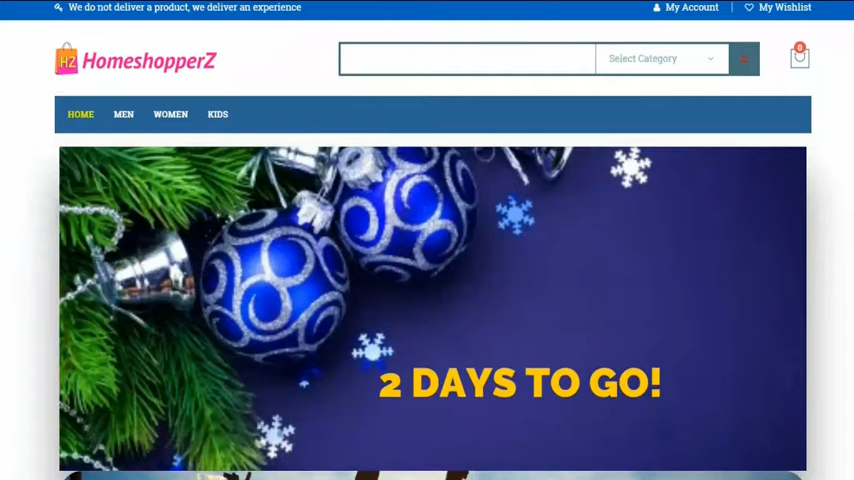 We do not deliver a product, we deliver an experience
My Account
My Wishlist
HZ HomeshopperZ
Select Category
0
HOME MEN WOMEN KIDS
2 DAYS TO GO!